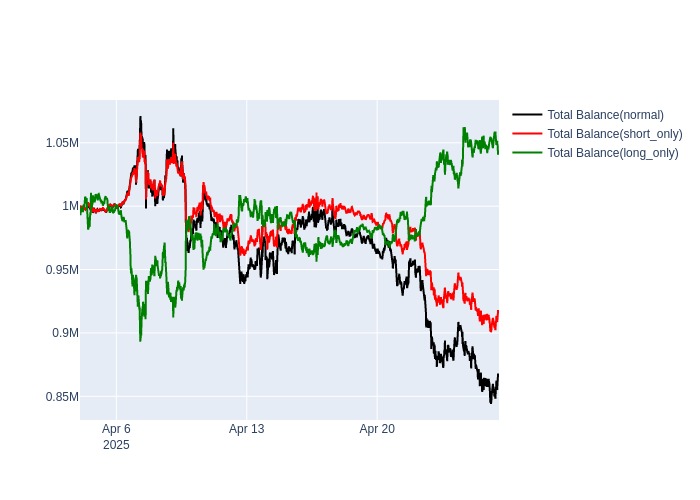 Total Balance(normal)
Total Balance(short_only)
Total Balance(long_only)
1.05M
1M
0.95M
0.9M
0.85M
Apr 6
2025
Apr 13
Apr 20